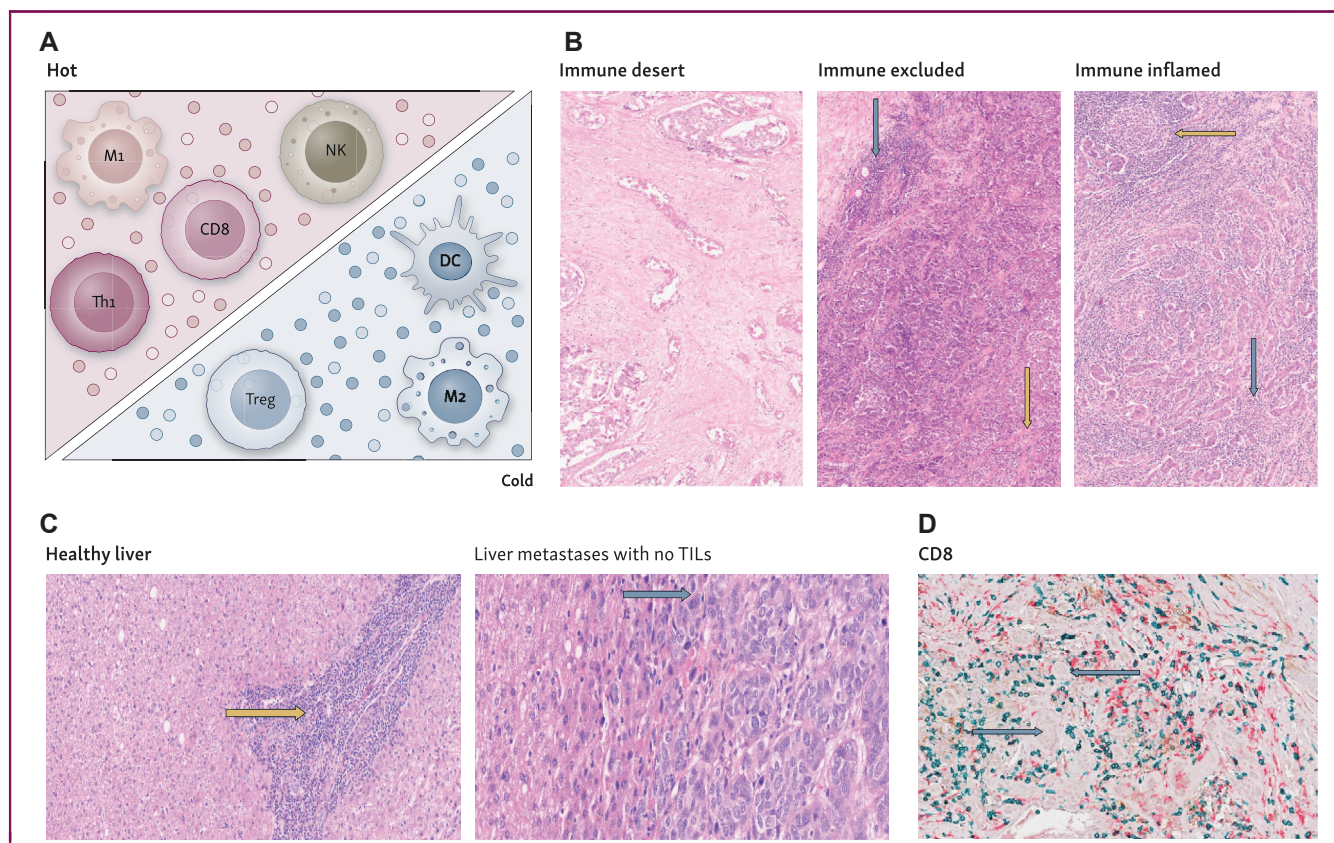 A
Hot
M1
NK
CD8
Th1
DC
Treg
M2
Cold
B
Immune desert
Immune excluded
Immune inflamed
C
Healthy liver
Liver metastases with no TILs
D
CD8